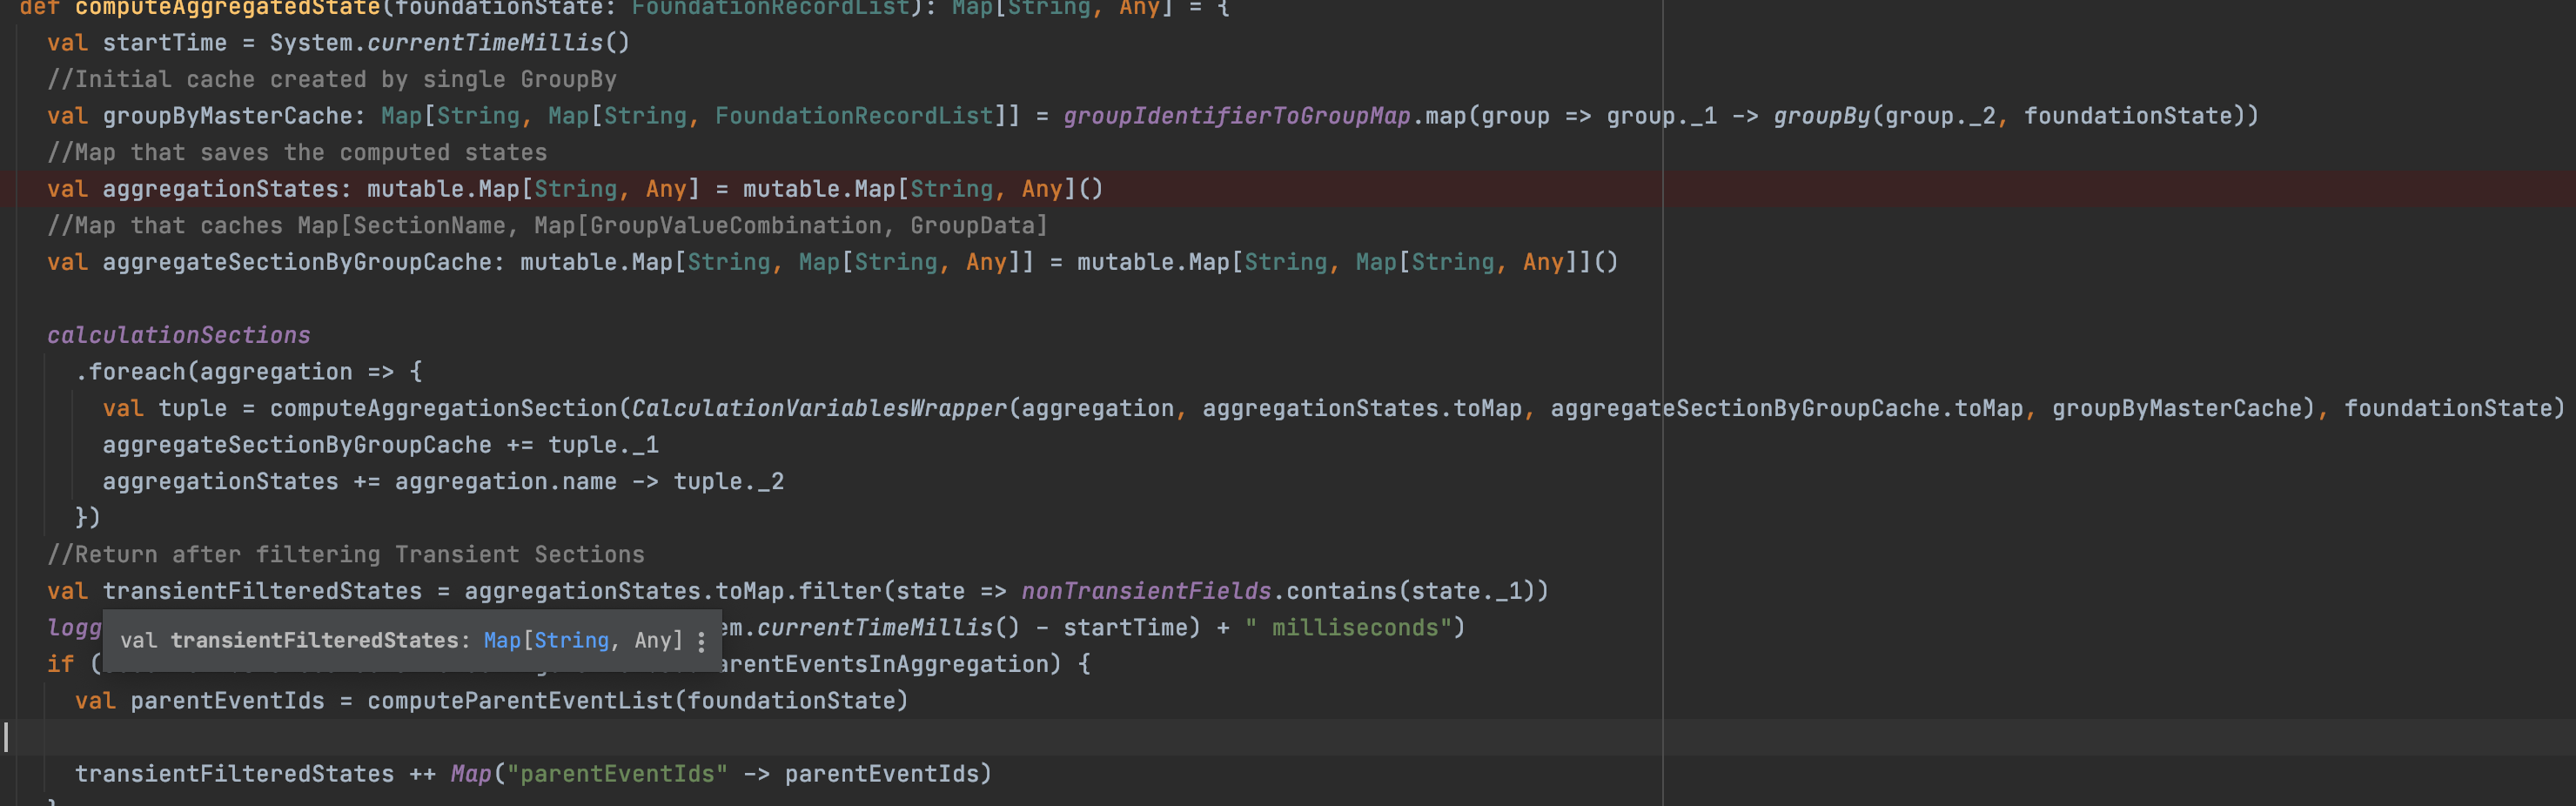 def computeAggregatedState(foundationState: FoundationRecordList): Map[String, Any] = {
val startTime = System.currentTimeMillis()
//Initial cache created by single GroupBy
val groupByMasterCache: Map[String, Map[String, FoundationRecordList]] = groupIdentifierToGroupMap.map(group => group._1 -> groupBy(group._2, foundationState))
//Map that saves the computed states
val aggregationStates: mutable.Map[String, Any] = mutable.Map[String, Any]()
//Map that caches Map[SectionName, Map[GroupValueCombination, GroupData]
val aggregateSectionByGroupCache: mutable.Map[String, Map[String, Any]] = mutable.Map[String, Map[String, Any]]()
calculationSections
.foreach(aggregation => {
val tuple = computeAggregationSection(CalculationVariablesWrapper(aggregation, aggregationStates.toMap, aggregateSectionByGroupCache.toMap, groupByMasterCache), foundationState)
aggregateSectionByGroupCache += tuple._1
aggregationStates += aggregation.name -> tuple._2
})
//Return after filtering Transient Sections
val transientFilteredStates = aggregationStates.toMap.filter(state => nonTransientFields.contains(state._1))
logg em.currentTimeMillis() - startTime) + " milliseconds")
val transientFilteredStates: Map[String, Any]
if ( arentEventsInAggregation) {
val parentEventIds = computeParentEventList(foundationState)
transientFilteredStates ++ Map("parentEventIds" -> parentEventIds)